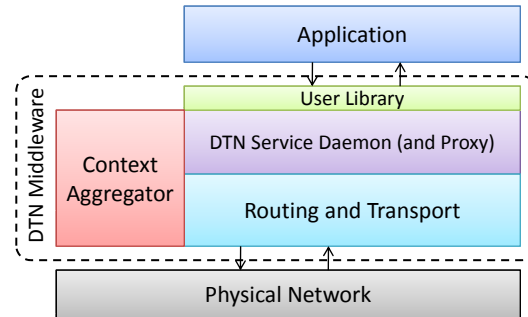 Application
DTN Middleware
User Library
Context
Aggregator
DTN Service Daemon (and Proxy)
Routing and Transport
Physical Network